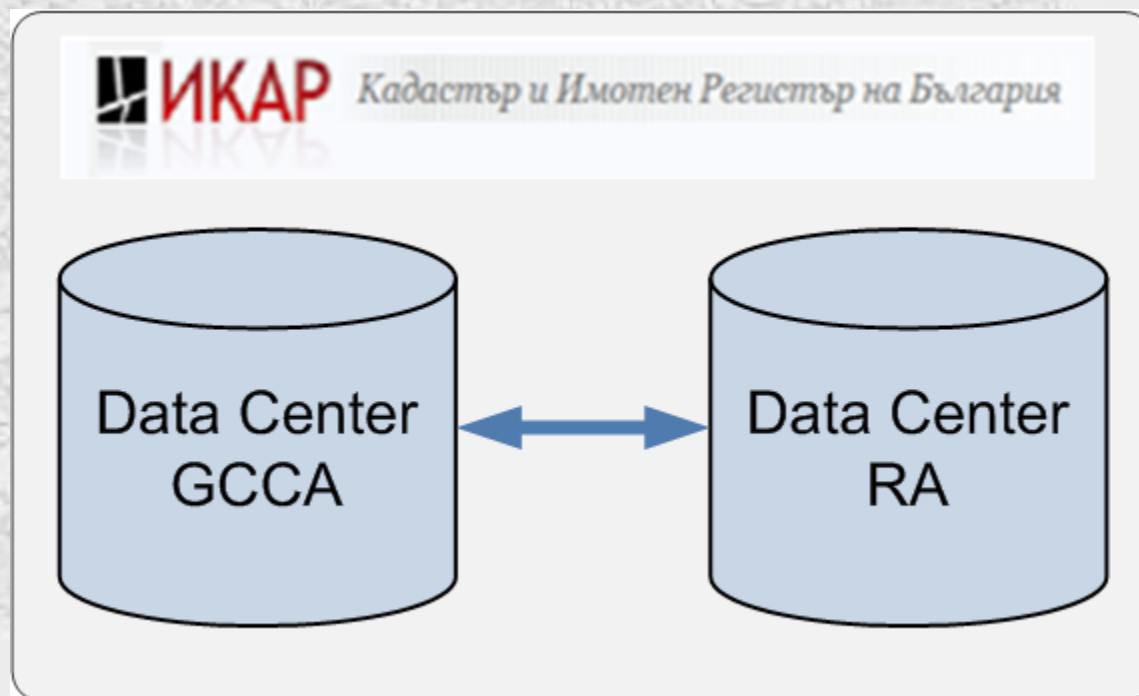 ИКАР Кадастър и Имотен Регистър на България
Data Center
GCCA
Data Center
RA